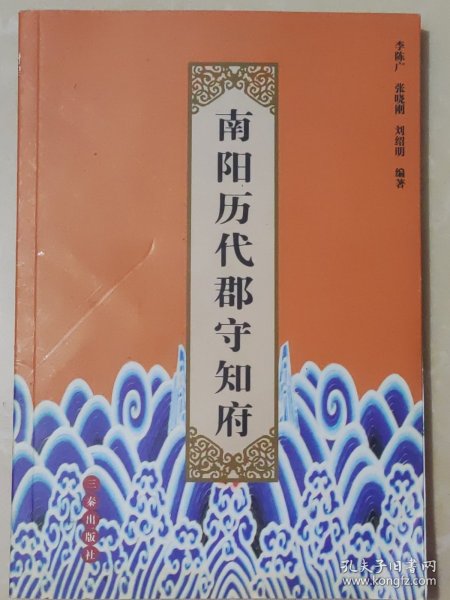 李陈广 张晓刚 刘绍明 编著
南阳历代郡守知府
三秦出版社
孔夫子旧书网
www.kongfz.com